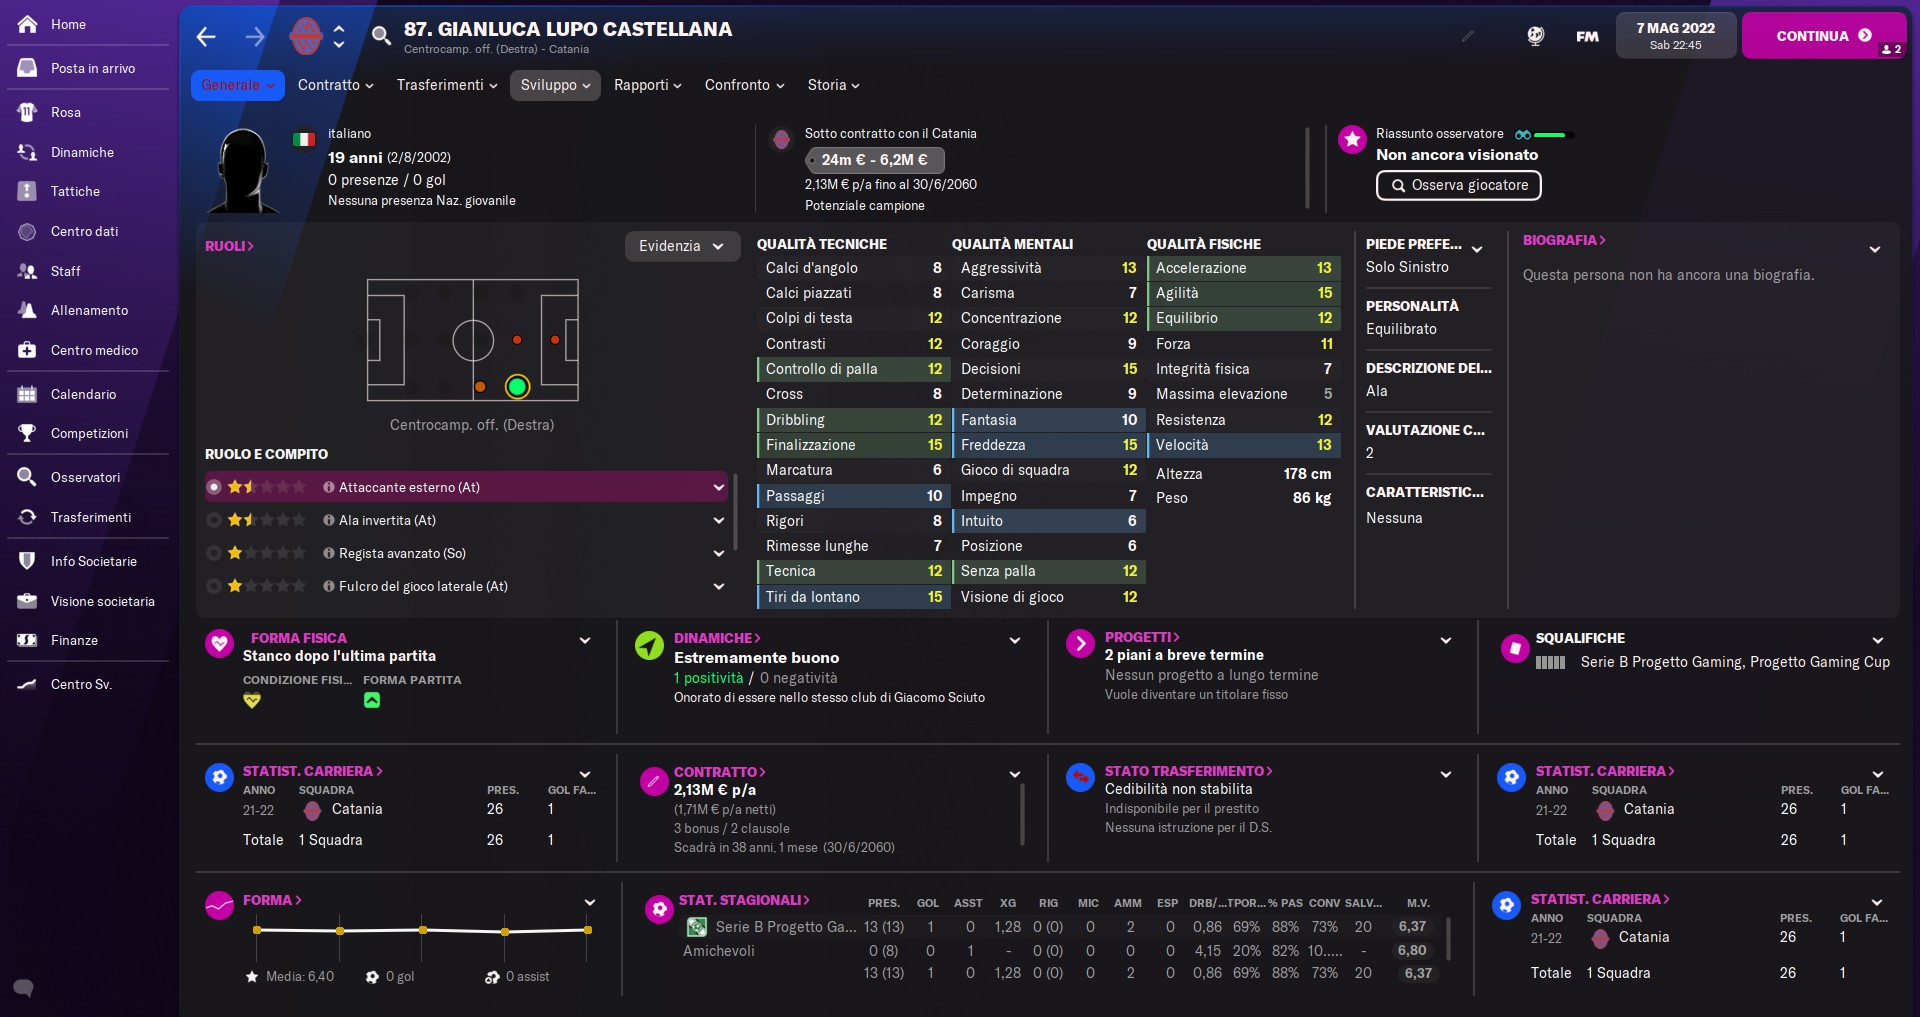 Home
Posta in arrivo
Rosa
Dinamiche
Tattiche
Centro dati
Staff
Allenamento
Centro medico
Calendario
Competizioni
Osservatori
Trasferimenti
Info Societarie
Visione societaria
Finanze
Centro Sv.
87. GIANLUCA LUPO CASTELLANA
Centrocamp. off. (Destra) - Catania
FM
7 MAG 2022
Sab 22:45
CONTINUA
2
Generale
Contratto
Trasferimenti
Sviluppo
Rapporti
Confronto
Storia
italiano
19 anni (2/8/2002)
0 presenze / 0 gol
Nessuna presenza Naz. giovanile
Sotto contratto con il Catania
24m € - 6,2M €
2,13M € p/a fino al 30/6/2060
Potenziale campione
Riassunto osservatore
Non ancora visionato
Osserva giocatore
RUOLI
Evidenzia
Centrocamp. off. (Destra)
RUOLO E COMPITO
Attaccante esterno (At)
Ala invertita (At)
Regista avanzato (So)
Fulcro del gioco laterale (At)
QUALITÀ TECNICHE
Calci d'angolo 8
Calci piazzati 8
Colpi di testa 12
Contrasti 12
Controllo di palla 12
Cross 8
Dribbling 12
Finalizzazione 15
Marcatura 6
Passaggi 10
Rigori 8
Rimesse lunghe 7
Tecnica 12
Tiri da lontano 15
QUALITÀ MENTALI
Aggressività 13
Carisma 7
Concentrazione 12
Coraggio 9
Decisioni 15
Determinazione 9
Fantasia 10
Freddezza 15
Gioco di squadra 12
Impegno 7
Intuito 6
Posizione 6
Senza palla 12
Visione di gioco 12
QUALITÀ FISICHE
Accelerazione 13
Agilità 15
Equilibrio 12
Forza 11
Integrità fisica 7
Massima elevazione 5
Resistenza 12
Velocità 13
Altezza 178 cm
Peso 86 kg
PIEDE PREFE...
Solo Sinistro
PERSONALITÀ
Equilibrato
DESCRIZIONE DEI...
Ala
VALUTAZIONE C...
2
CARATTERISTIC...
Nessuna
BIOGRAFIA
Questa persona non ha ancora una biografia.
FORMA FISICA
Stanco dopo l'ultima partita
CONDIZIONE FISI... FORMA PARTITA
DINAMICHE
Estremamente buono
1 positività / 0 negatività
Onorato di essere nello stesso club di Giacomo Sciuto
PROGETTI
2 piani a breve termine
Nessun progetto a lungo termine
Vuole diventare un titolare fisso
SQUALIFICHE
Serie B Progetto Gaming, Progetto Gaming Cup
STATIST. CARRIERA
ANNO SQUADRA PRES. GOL FA...
21-22 Catania 26 1
Totale 1 Squadra 26 1
CONTRATTO
2,13M € p/a
(1,71M € p/a netti)
3 bonus / 2 clausole
Scadrà in 38 anni, 1 mese (30/6/2060)
STATO TRASFERIMENTO
Cedibilità non stabilita
Indisponibile per il prestito
Nessuna istruzione per il D.S.
STATIST. CARRIERA
ANNO SQUADRA PRES. GOL FA...
21-22 Catania 26 1
Totale 1 Squadra 26 1
FORMA
Media: 6,40 0 gol 0 assist
STAT. STAGIONALI PRES. GOL ASST XG RIG MIC AMM ESP DRB/... TPOR... % PAS CONV SALV... M.V.
Serie B Progetto Ga... 13 (13) 1 0 1,28 0 (0) 0 2 0 0,86 69% 88% 73% 20 6,37
Amichevoli 0 (8) 0 1 - 0 (0) 0 0 0 4,15 20% 82% 10..... - 6,80
13 (13) 1 0 1,28 0 (0) 0 2 0 0,86 69% 88% 73% 20 6,37
STATIST. CARRIERA
ANNO SQUADRA PRES. GOL FA...
21-22 Catania 26 1
Totale 1 Squadra 26 1